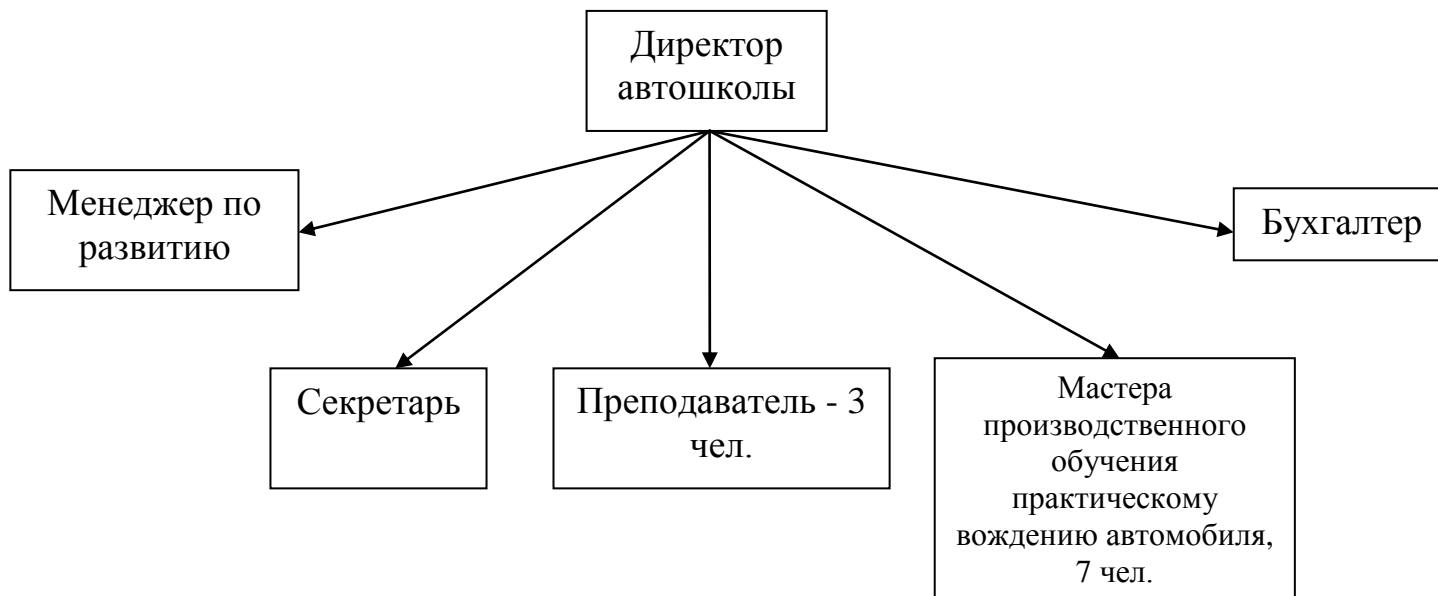 Директор
автошколы
Менеджер по
развитию
Бухгалтер
Секретарь
Преподаватель - 3
чел.
Мастера
производственного
обучения
практическому
вождению автомобиля,
7 чел.